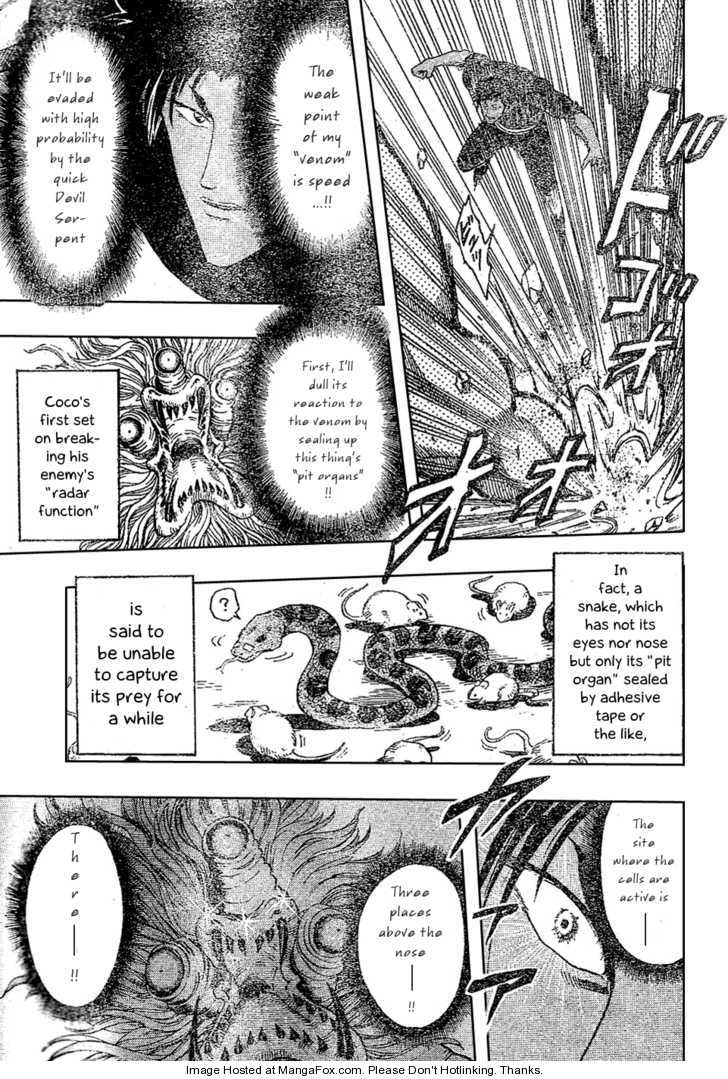 ドゴオ
オオ
The
weak
point
of my
"venom"
is speed
...!!
It'll be
evaded
with high
probability
by the
quick
Devil
Ser-
pent
First, I'll
dull its
reaction to
the venom by
sealing up
this thing's
"pit organs"
!!
Coco's
first set
on break-
ing his
enemy's
"radar
function"
In
fact, a
snake, which
has not its
eyes nor nose
but only its "pit
organ" sealed
by adhesive
tape or
the like,
?
is
said to
be unable
to capture
its prey for
a while
The
site
where the
cells are
active is
—
Three
places
above the
nose
—
!!
T
h
e
r
e
—
!!
Image Hosted at MangaFox.com. Please Don't Hotlinking. Thanks.